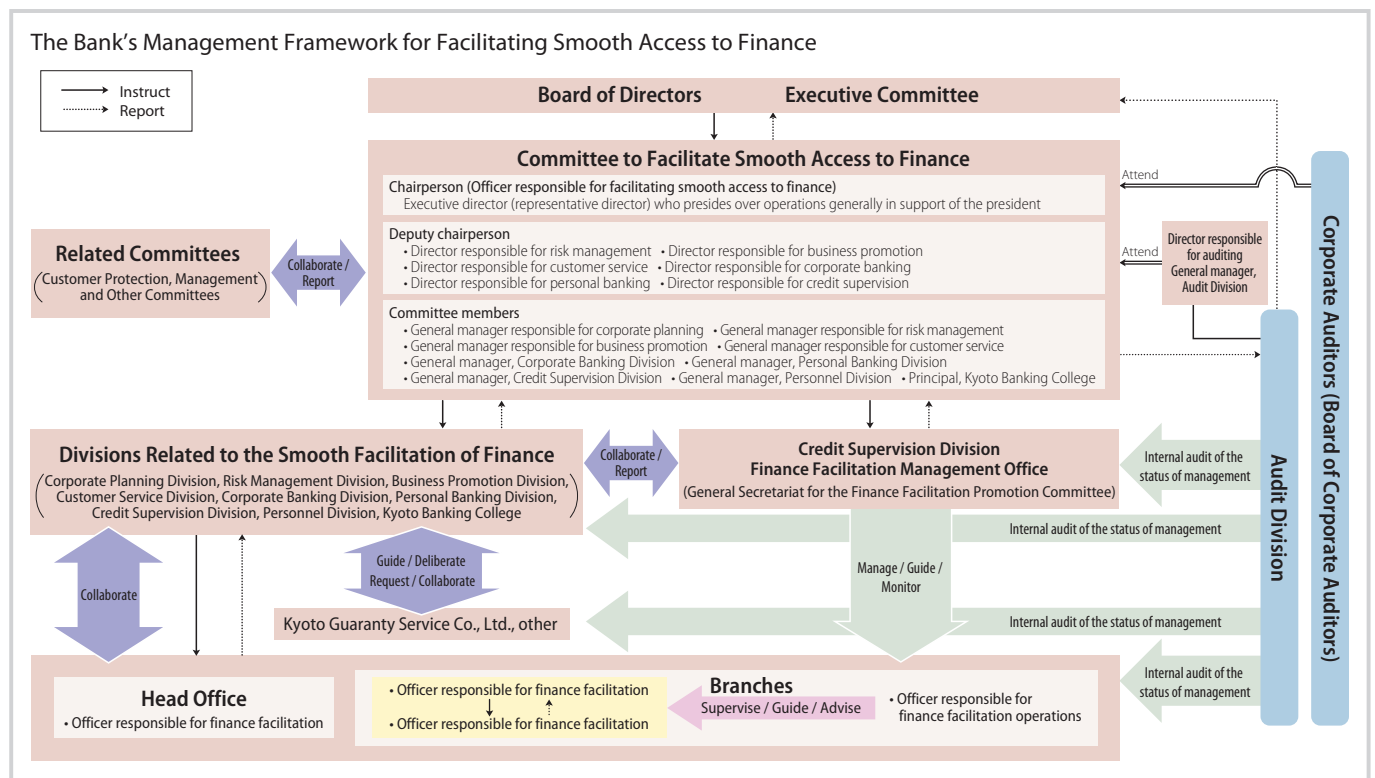 The Bank's Management Framework for Facilitating Smooth Access to Finance
Instruct
Report
Board of Directors Executive Committee
Committee to Facilitate Smooth Access to Finance
Chairperson (Officer responsible for facilitating smooth access to finance)
Executive director (representative director) who presides over operations generally in support of the president
Deputy chairperson
• Director responsible for risk management • Director responsible for business promotion
• Director responsible for customer service • Director responsible for corporate banking
• Director responsible for personal banking • Director responsible for credit supervision
Committee members
• General manager responsible for corporate planning • General manager responsible for risk management
• General manager responsible for business promotion • General manager responsible for customer service
• General manager, Corporate Banking Division • General manager, Personal Banking Division
• General manager, Credit Supervision Division • General manager, Personnel Division • Principal, Kyoto Banking College
Related Committees
(Customer Protection, Management
and Other Committees)
Collaborate /
Report
Attend
Attend
Director responsible
for auditing
General manager,
Audit Division
Corporate Auditors (Board of Corporate Auditors)
Audit Division
Divisions Related to the Smooth Facilitation of Finance
(Corporate Planning Division, Risk Management Division, Business Promotion Division,
Customer Service Division, Corporate Banking Division, Personal Banking Division,
Credit Supervision Division, Personnel Division, Kyoto Banking College)
Collaborate /
Report
Credit Supervision Division
Finance Facilitation Management Office
(General Secretariat for the Finance Facilitation Promotion Committee)
Internal audit of the
status of management
Internal audit of the status of management
Collaborate
Guide / Deliberate
Request / Collaborate
Manage / Guide /
Monitor
Kyoto Guaranty Service Co., Ltd., other
Internal audit of the status of management
Internal audit of the
status of management
Head Office
• Officer responsible for finance facilitation
Branches
• Officer responsible for finance facilitation
• Officer responsible for finance facilitation
Supervise / Guide / Advise
• Officer responsible for
finance facilitation operations